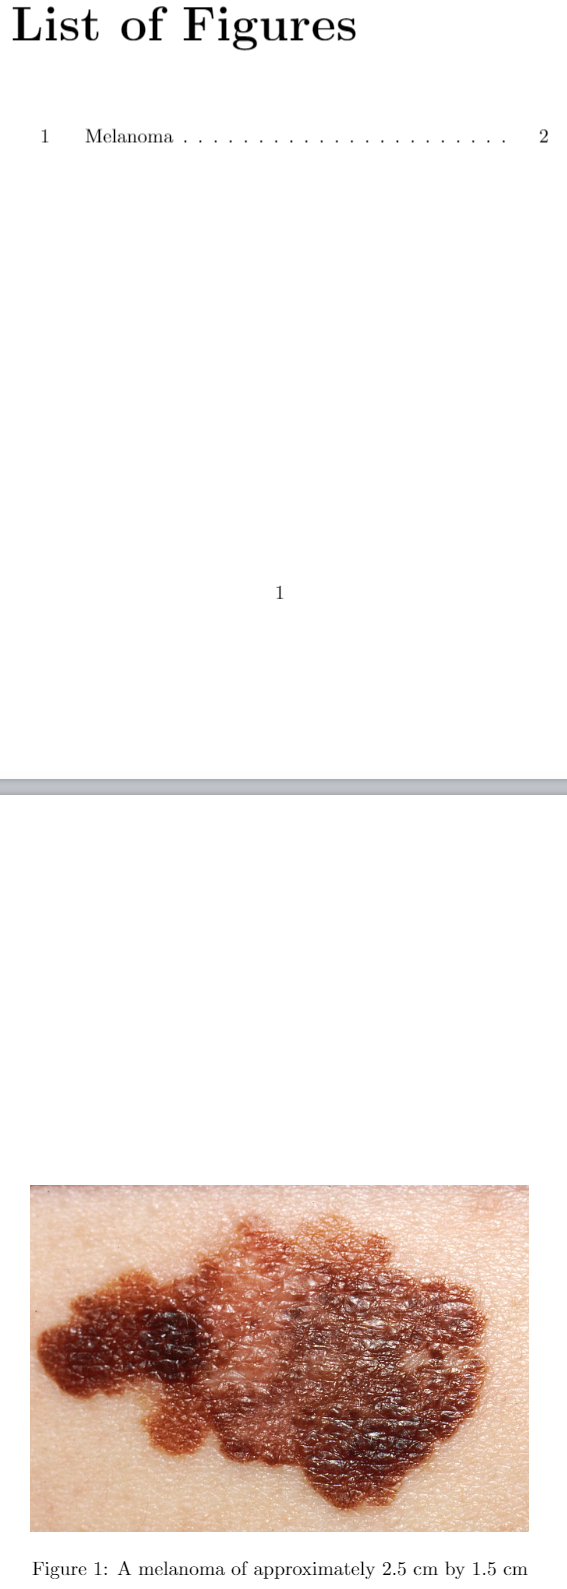 List of Figures
1 Melanoma . . . . . . . . . . . . . . . . . . . . . . 2
1
Figure 1: A melanoma of approximately 2.5 cm by 1.5 cm